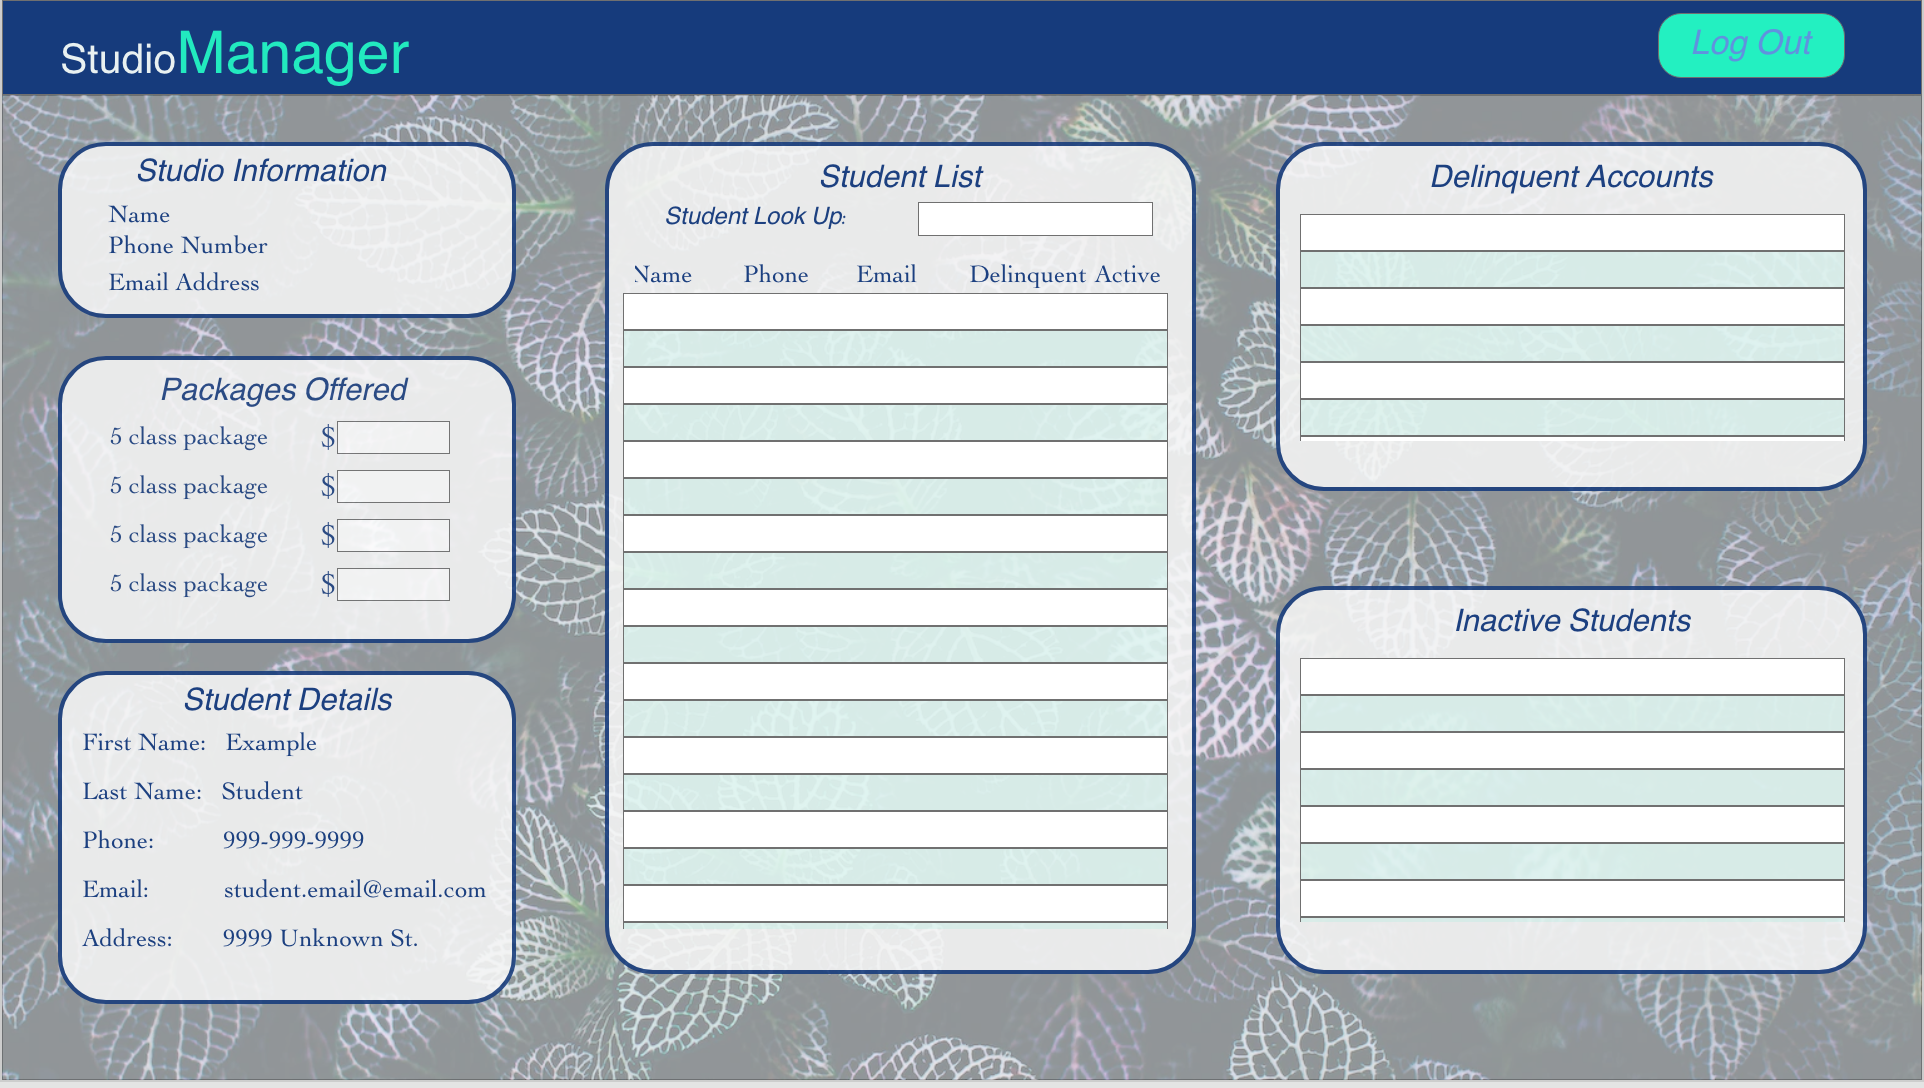 StudioManager
Log Out
Studio Information
Name
Phone Number
Email Address
Packages Offered
5 class package $
5 class package $
5 class package $
5 class package $
Student Details
First Name: Example
Last Name: Student
Phone: 999-999-9999
Email: student.email@email.com
Address: 9999 Unknown St.
Student List
Student Look Up:
Name Phone Email Delinquent Active
Delinquent Accounts
Inactive Students